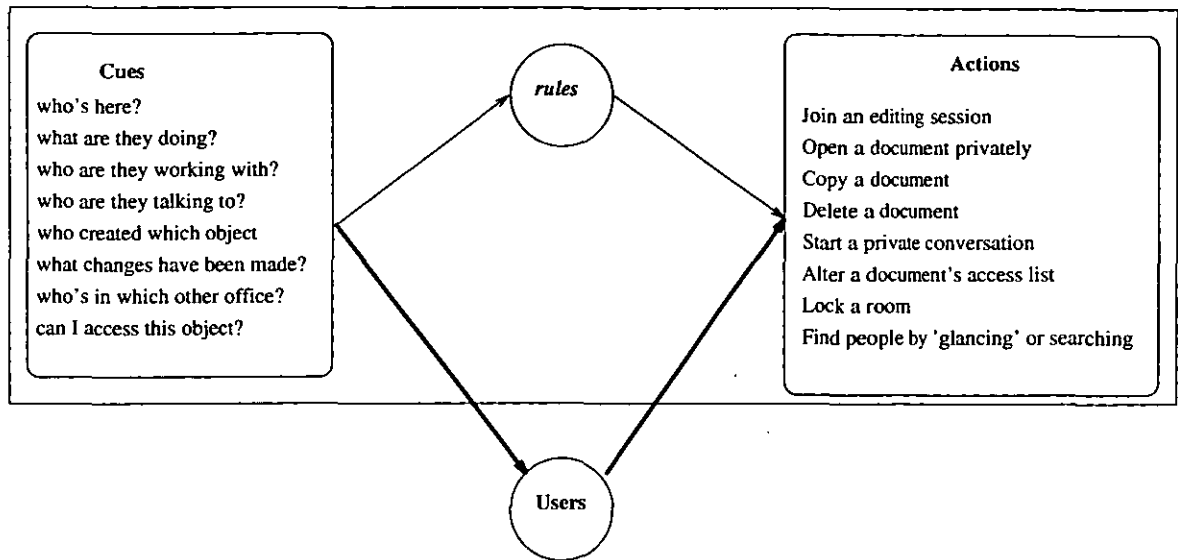 Cues
who's here?
what are they doing?
who are they working with?
who are they talking to?
who created which object
what changes have been made?
who's in which other office?
can I access this object?
rules
Actions
Join an editing session
Open a document privately
Copy a document
Delete a document
Start a private conversation
Alter a document's access list
Lock a room
Find people by 'glancing' or searching
Users